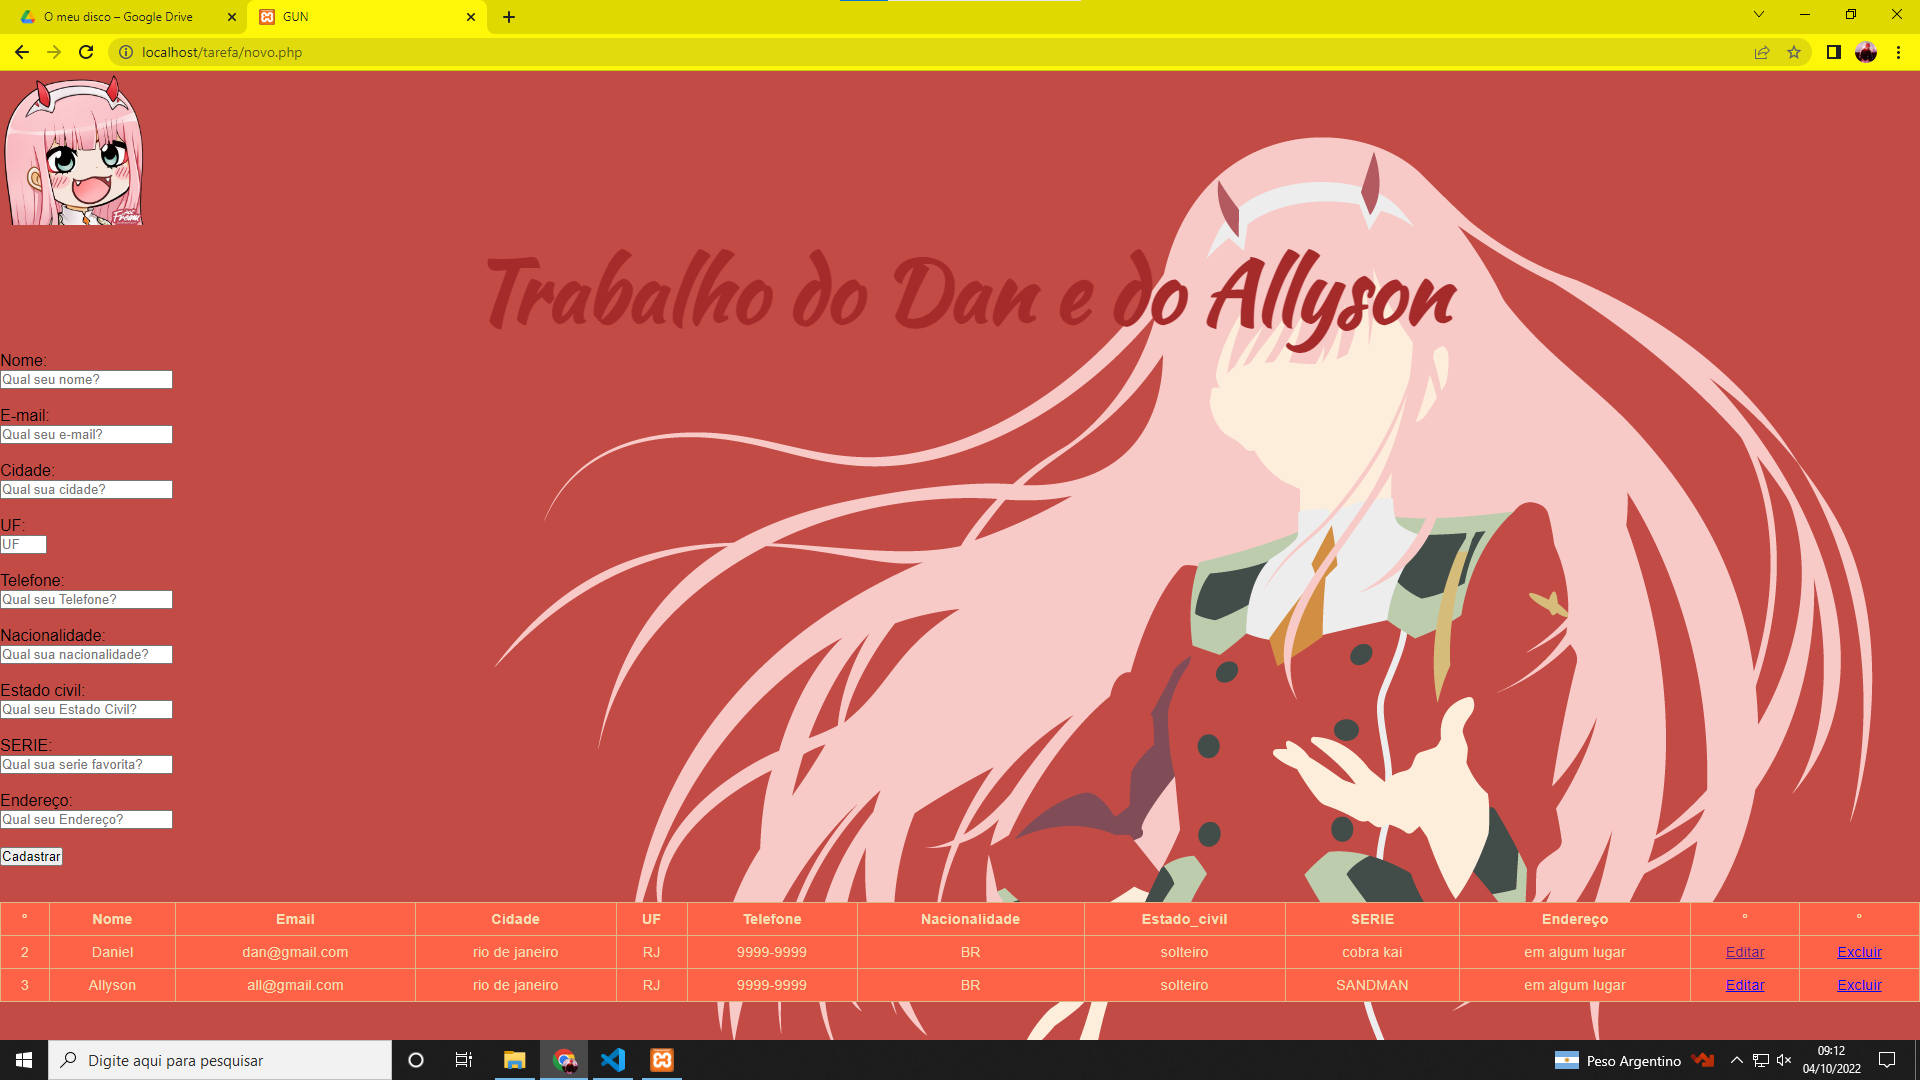 O meu disco – Google Drive
GUN
localhost/tarefa/novo.php
Trabalho do Dan e do Allyson
Nome:
Qual seu nome?
E-mail:
Qual seu e-mail?
Cidade:
Qual sua cidade?
UF:
UF
Telefone:
Qual seu Telefone?
Nacionalidade:
Qual sua nacionalidade?
Estado civil:
Qual seu Estado Civil?
SERIE:
Qual sua serie favorita?
Endereço:
Qual seu Endereço?
Cadastrar
° Nome Email Cidade UF Telefone Nacionalidade Estado_civil SERIE Endereço ° °
2 Daniel dan@gmail.com rio de janeiro RJ 9999-9999 BR solteiro cobra kai em algum lugar Editar Excluir
3 Allyson all@gmail.com rio de janeiro RJ 9999-9999 BR solteiro SANDMAN em algum lugar Editar Excluir
Digite aqui para pesquisar
Peso Argentino
09:12
04/10/2022